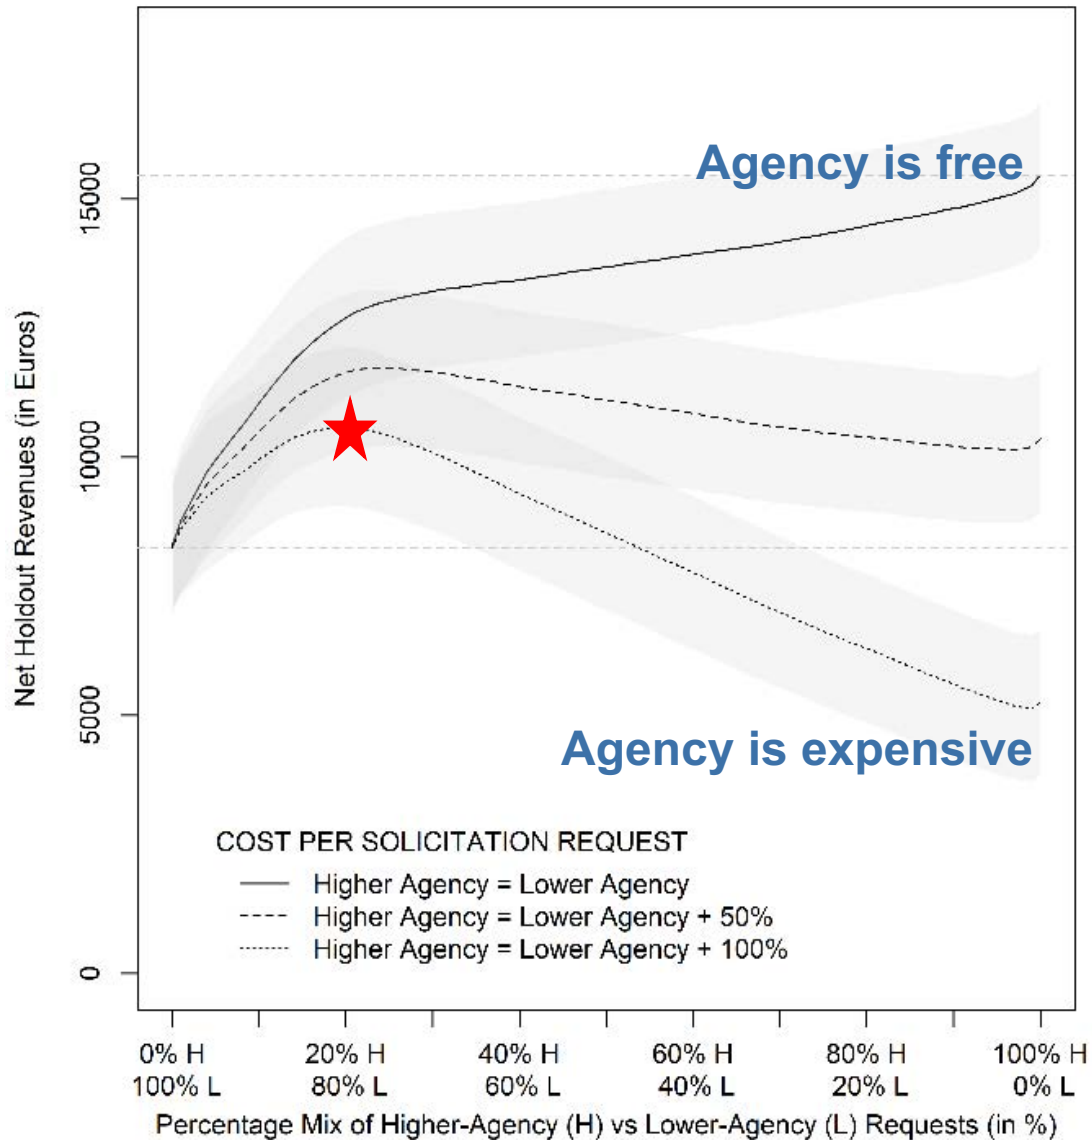 Agency is free
Agency is expensive
Net Holdout Revenues (in Euros)
15000
10000
5000
0
COST PER SOLICITATION REQUEST
Higher Agency = Lower Agency
Higher Agency = Lower Agency + 50%
Higher Agency = Lower Agency + 100%
0% H 20% H 40% H 60% H 80% H 100% H
100% L 80% L 60% L 40% L 20% L 0% L
Percentage Mix of Higher-Agency (H) vs Lower-Agency (L) Requests (in %)